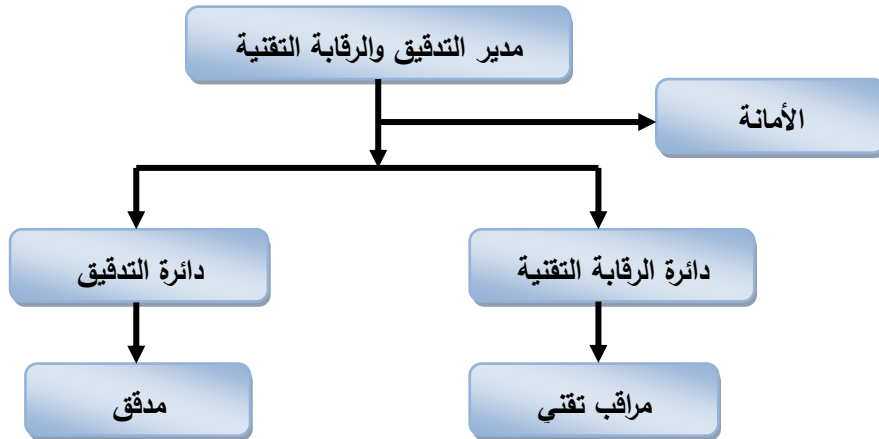 مدير التدقيق والرقابة التقنية
الأمانة
دائرة الرقابة التقنية
دائرة التدقيق
مراقب تقني
مدقق